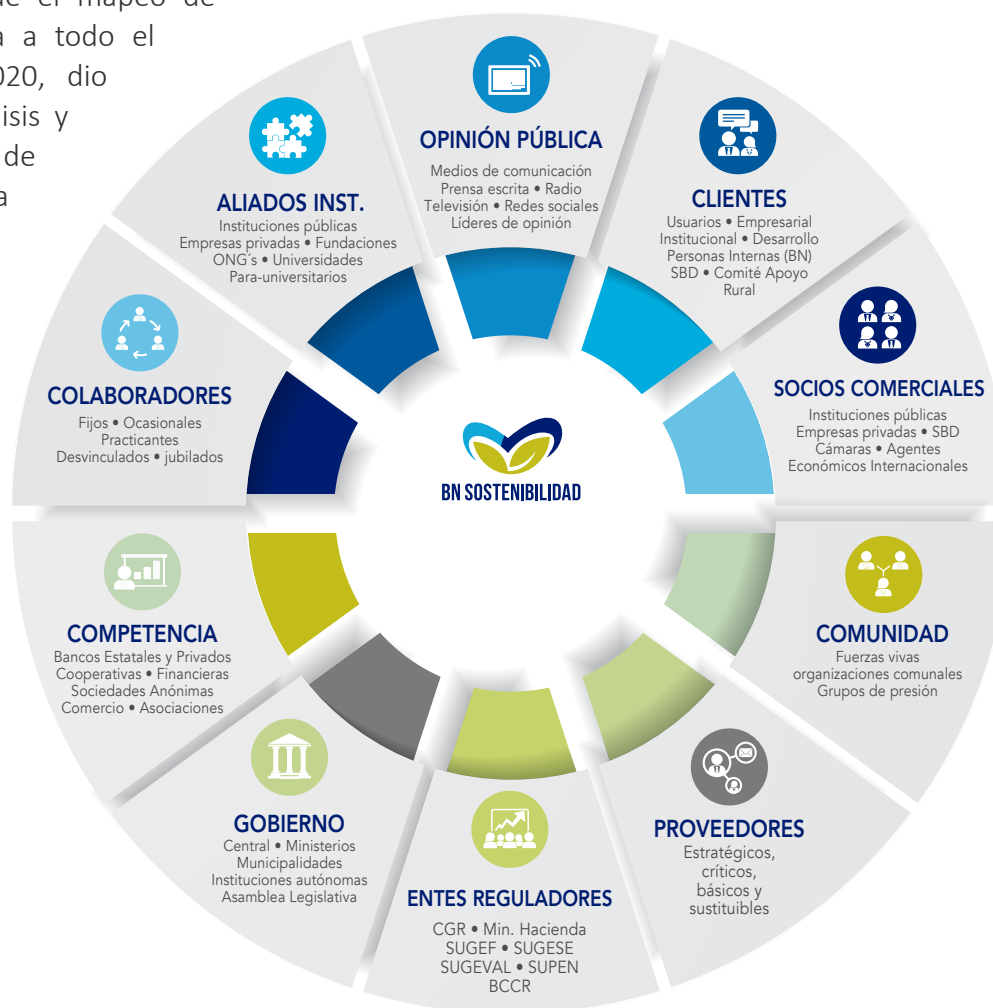 de el mapeo de
a a todo el
020, dio
isis y
de
a
OPINIÓN PÚBLICA
Medios de comunicación
Prensa escrita • Radio
Televisión • Redes sociales
Líderes de opinión
CLIENTES
Usuarios • Empresarial
Institucional • Desarrollo
Personas Internas (BN)
SBD • Comité Apoyo
Rural
SOCIOS COMERCIALES
Instituciones públicas
Empresas privadas • SBD
Cámaras • Agentes
Económicos Internacionales
COMUNIDAD
Fuerzas vivas
organizaciones comunales
Grupos de presión
PROVEEDORES
Estratégicos,
críticos,
básicos y
sustituibles
ENTES REGULADORES
CGR • Min. Hacienda
SUGEF • SUGESE
SUGEVAL • SUPEN
BCCR
GOBIERNO
Central • Ministerios
Municipalidades
Instituciones autónomas
Asamblea Legislativa
COMPETENCIA
Bancos Estatales y Privados
Cooperativas • Financieras
Sociedades Anónimas
Comercio • Asociaciones
COLABORADORES
Fijos • Ocasionales
Practicantes
Desvinculados • jubilados
ALIADOS INST.
Instituciones públicas
Empresas privadas • Fundaciones
ONG´s • Universidades
Para-universitarios
BN SOSTENIBILIDAD